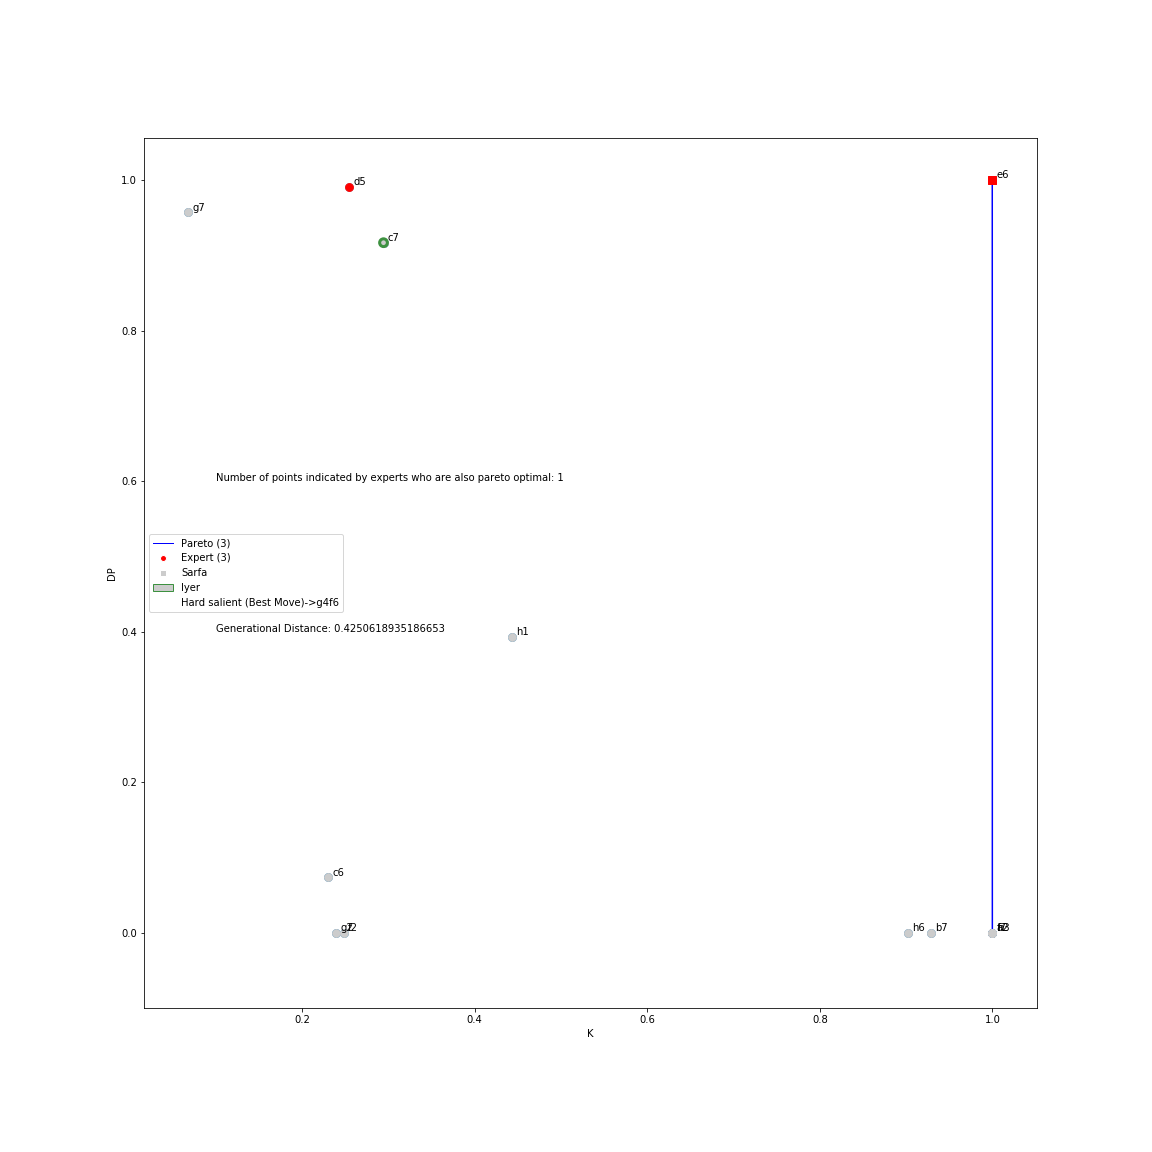 1.0
e6
d5
g7
c7
0.8
Number of points indicated by experts who are also pareto optimal: 1
0.6
Pareto (3)
Expert (3)
DP
Sarfa
Iyer
Hard salient (Best Move)->g4f6
Generational Distance: 0.4250618935186653
0.4
h1
0.2
c6
h6
b7
0.0
0.2
0.4
0.6
0.8
1.0
K